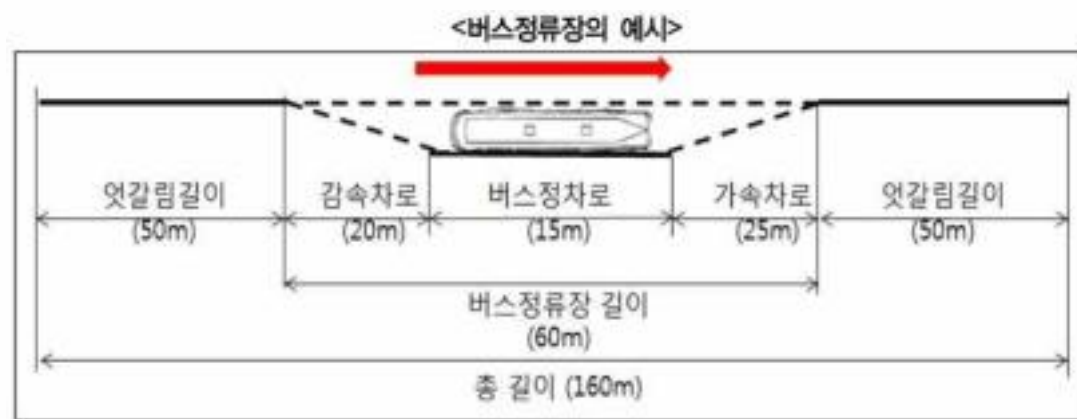 <버스정류장의 예시>
엇갈림길이 감속차로 버스정차로 가속차로 엇갈림길이
(50m) (20m) (15m) (25m) (50m)
버스정류장 길이
(60m)
총 길이 (160m)